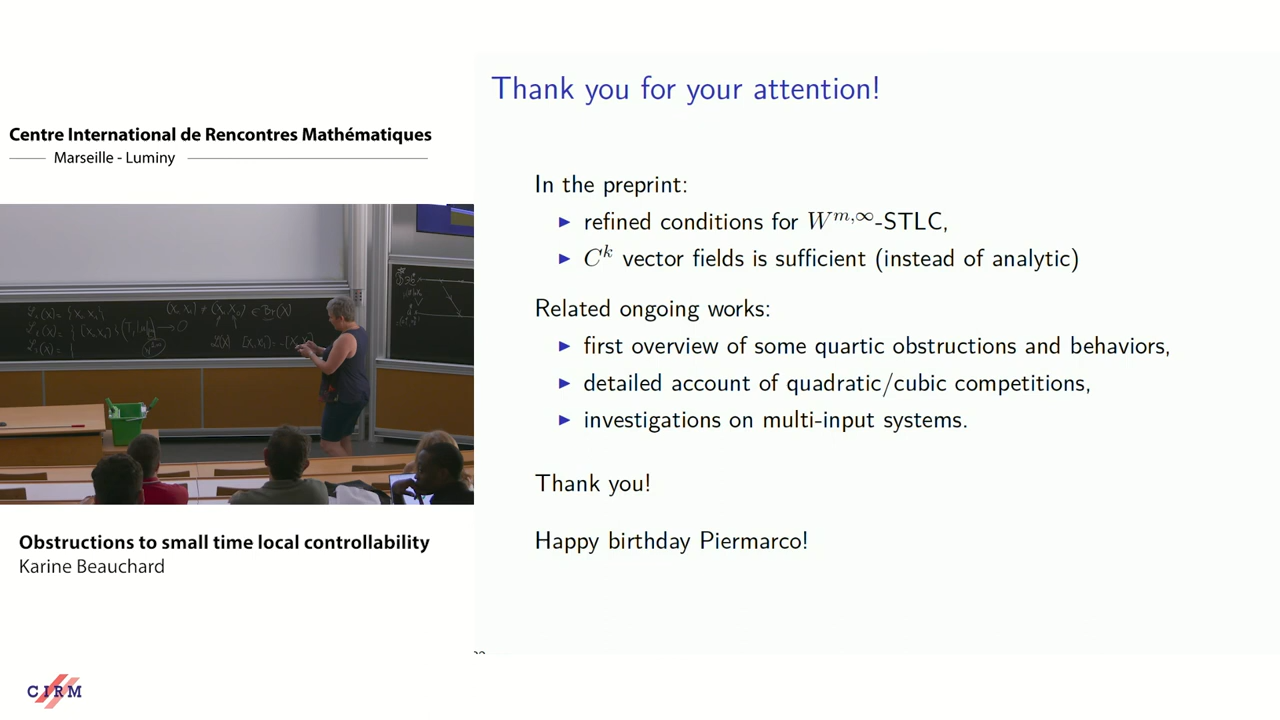 Thank you for your attention!
Centre International de Rencontres Mathématiques
Marseille - Luminy
In the preprint:
▶ refined conditions for W^{m,∞}-STLC,
▶ C^k vector fields is sufficient (instead of analytic)
Related ongoing works:
▶ first overview of some quartic obstructions and behaviors,
▶ detailed account of quadratic/cubic competitions,
▶ investigations on multi-input systems.
Thank you!
Happy birthday Piermarco!
Obstructions to small time local controllability
Karine Beauchard
CIRM